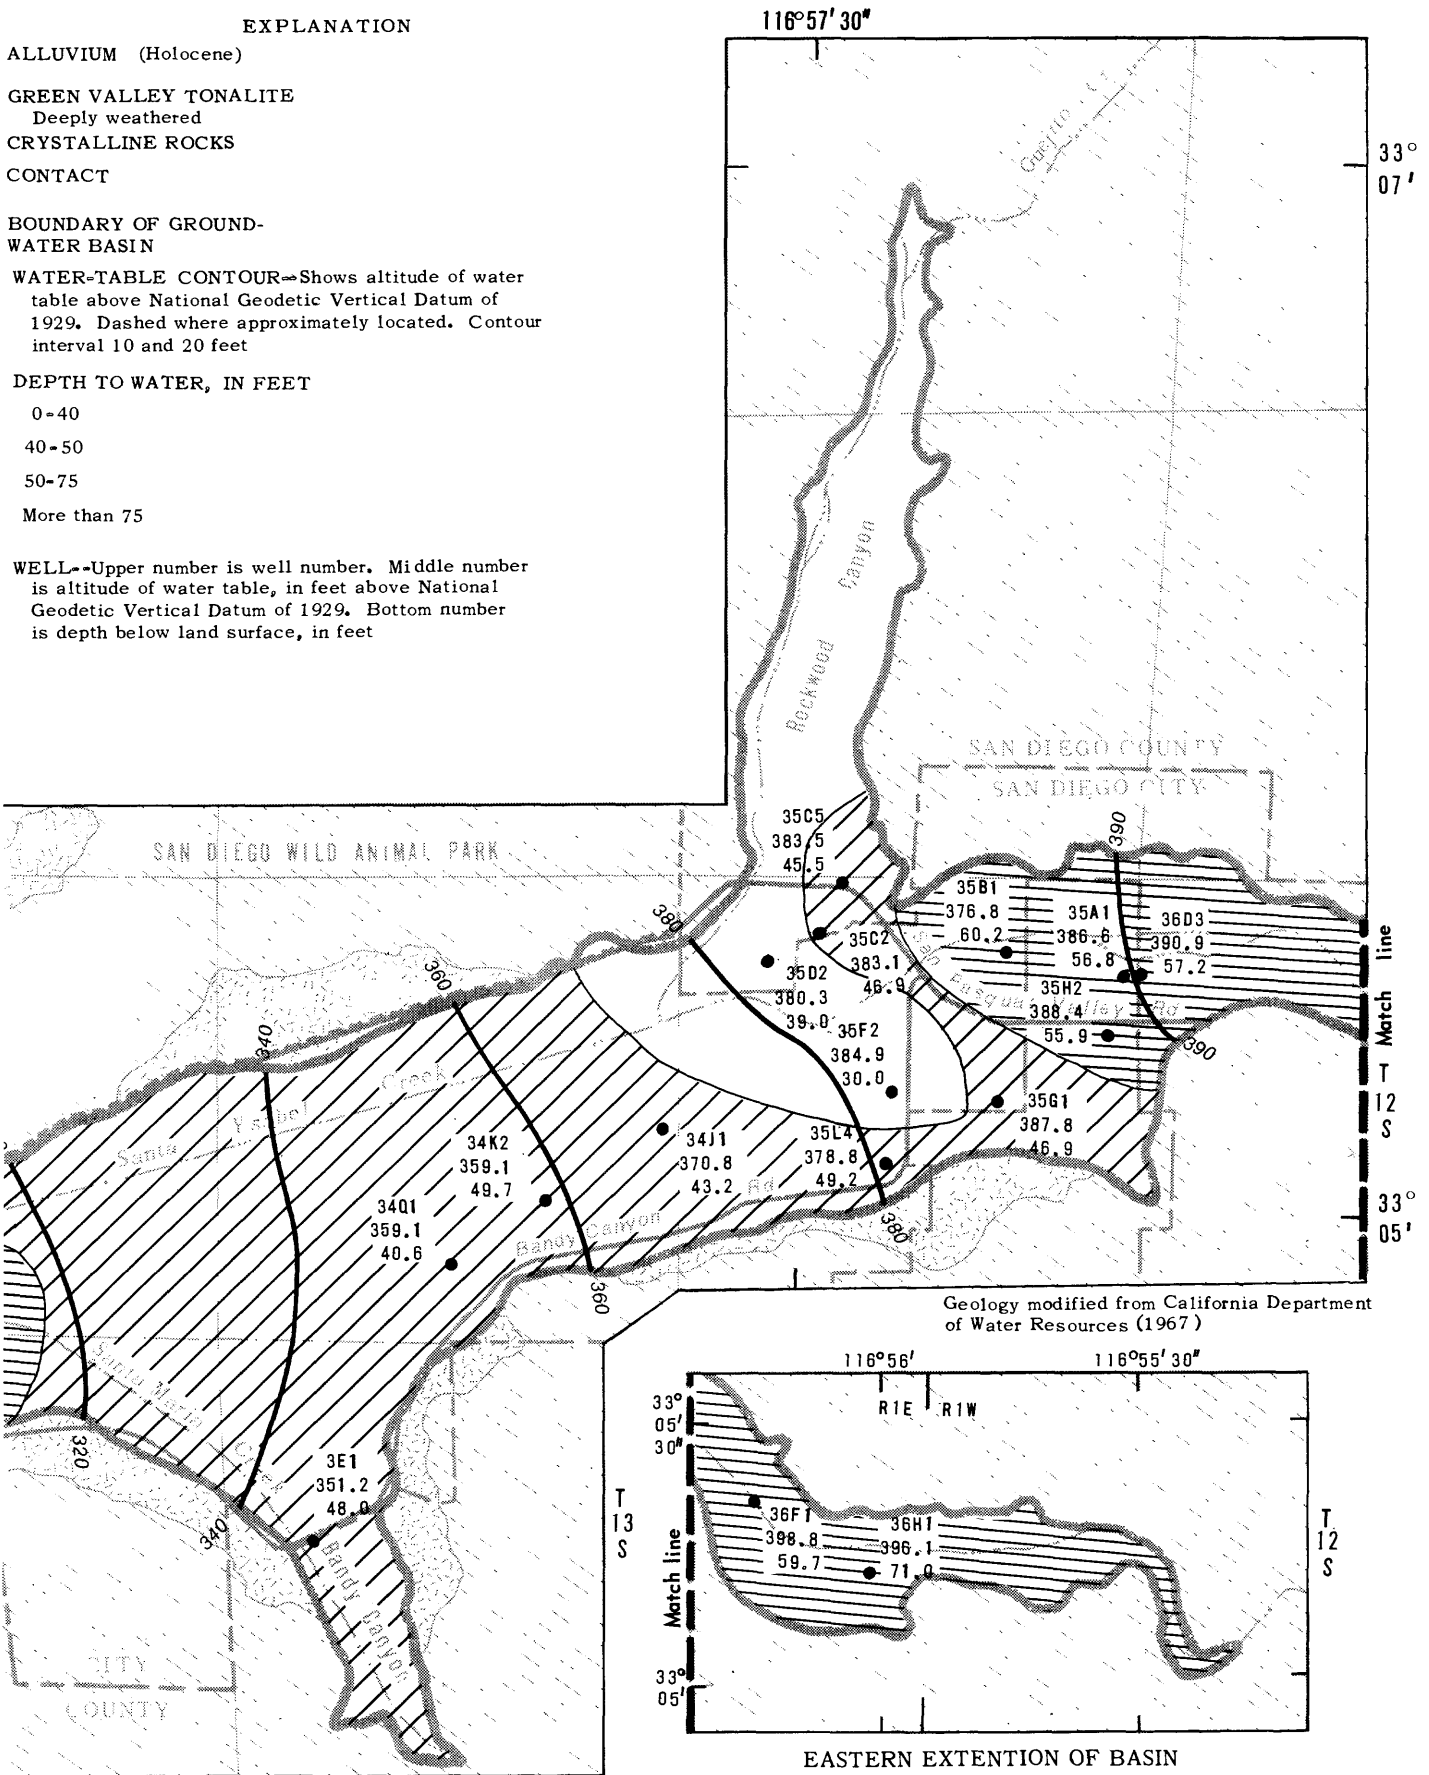 EXPLANATION
ALLUVIUM (Holocene)
GREEN VALLEY TONALITE
Deeply weathered
CRYSTALLINE ROCKS
CONTACT
BOUNDARY OF GROUND-
WATER BASIN
WATER-TABLE CONTOUR--Shows altitude of water
table above National Geodetic Vertical Datum of
1929. Dashed where approximately located. Contour
interval 10 and 20 feet
DEPTH TO WATER, IN FEET
0-40
40-50
50-75
More than 75
WELL--Upper number is well number. Middle number
is altitude of water table, in feet above National
Geodetic Vertical Datum of 1929. Bottom number
is depth below land surface, in feet
116°57'30"
33°
07'
Guejito Cr
Rockwood Canyon
SAN DIEGO COUNTY
SAN DIEGO CITY
SAN DIEGO WILD ANIMAL PARK
35C5
383.5
45.5
390
35B1
376.8
60.2
35A1
386.6
56.8
36D3
390.9
57.2
35C2
383.1
46.9
380
35D2
380.3
39.0
35H2
388.4
55.9
San Pasqual Valley Rd
390
35F2
384.9
30.0
360
340
Santa Ysabel Creek
34K2
359.1
49.7
34J1
370.8
43.2
35L4
378.8
49.2
35G1
387.8
46.9
34Q1
359.1
40.6
Bandy Canyon Rd
380
360
Match line
T
12
S
33°
05'
Geology modified from California Department
of Water Resources (1967)
Santa Maria Creek
320
340
3E1
351.2
48.0
Bandy Canyon
T
13
S
CITY
COUNTY
116°56'
116°55'30"
33°
05'
30"
R1E R1W
36F1
398.8
59.7
36H1
396.1
71.0
Match line
T.
12
S
33°
05'
EASTERN EXTENTION OF BASIN